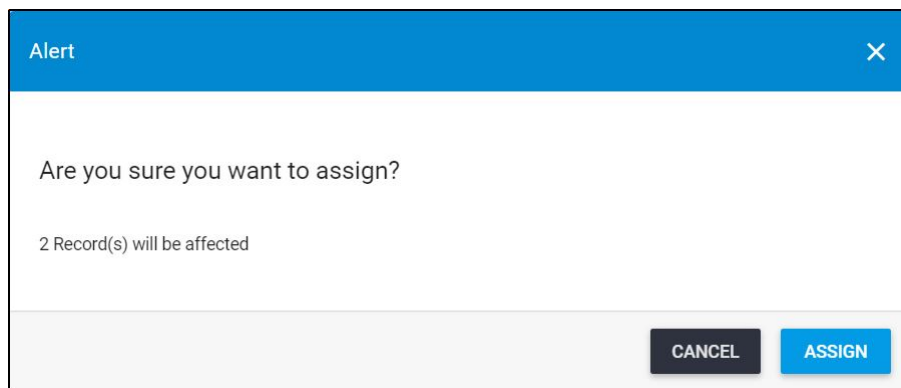 Alert
Are you sure you want to assign?
2 Record(s) will be affected
CANCEL ASSIGN